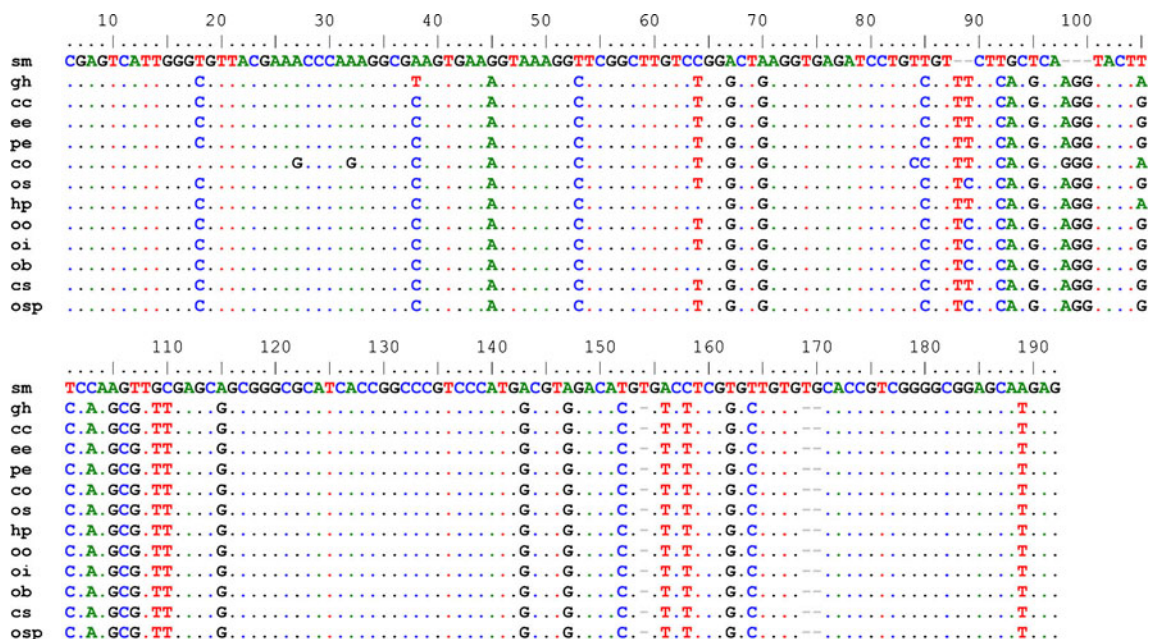 10 20 30 40 50 60 70 80 90 100
sm CGAGTCATTGGGTGTTACGAAACCCAAAGGCGAAGTGAAGGTAAAGGTTCGGCTTGTCCGGACTAAGGTGAGATCCTGTTGT--CTTGCTCA---TACTT
gh ............C...................T......A.......C..........T..G..G..............C..TT..CA.G..AGG....A
cc ............C...................C......A.......C..........T..G..G..............C..TT..CA.G..AGG....G
ee ............C...................C......A.......C..........T..G..G..............C..TT..CA.G..AGG....G
pe ............C...................C......A.......C..........T..G..G..............C..TT..CA.G..AGG....G
co .....................G....G.....C......A.......C..........T..G..G.............CC..TT..CA.G..GGG....A
os ............C...................C......A.......C..........T..G..G..............C..TC..CA.G..AGG....G
hp ............C...................C......A.......C.............G..G..............C..TT..CA.G..AGG....A
oo ............C...................C......A.......C..........T..G..G..............C..TC..CA.G..AGG....G
oi ............C...................C......A.......C..........T..G..G..............C..TC..CA.G..AGG....G
ob ............C...................C......A.......C.............G..G..............C..TC..CA.G..AGG....G
cs ............C...................C......A.......C..........T..G..G..............C..TT..CA.G..AGG....G
osp ............C...................C......A.......C..........T..G..G..............C..TC..CA.G..AGG....G
110 120 130 140 150 160 170 180 190
sm TCCAAGTTGCGAGCAGCGGGCGCATCACCGGCCCGTCCCATGACGTAGACATGTGACCTCGTGTTGTGTGCACCGTCGGGGCGGAGCAAGAG
gh C.A.GCG.TT....G...........................G...G....C.-.T.T...G.C....--..................T...
cc C.A.GCG.TT....G...........................G...G....C.-.T.T...G.C....--..................T...
ee C.A.GCG.TT....G...........................G...G....C.-.T.T...G.C....--..................T...
pe C.A.GCG.TT....G...........................G...G....C.-.T.T...G.C....--..................T...
co C.A.GCG.TT....G...........................G...G....C.-.T.T...G.C....--..................T...
os C.A.GCG.TT....G...........................G...G....C.-.T.T...G.C....--..................T...
hp C.A.GCG.TT....G...........................G...G....C.-.T.T...G.C....--..................T...
oo C.A.GCG.TT....G...........................G...G....C.-.T.T...G.C....--..................T...
oi C.A.GCG.TT....G...........................G...G....C.-.T.T...G.C....--..................T...
ob C.A.GCG.TT....G...........................G...G....C.-.T.T...G.C....--..................T...
cs C.A.GCG.TT....G...........................G...G....C.-.T.T...G.C....--..................T...
osp C.A.GCG.TT....G...........................G...G....C.-.T.T...G.C....--..................T...